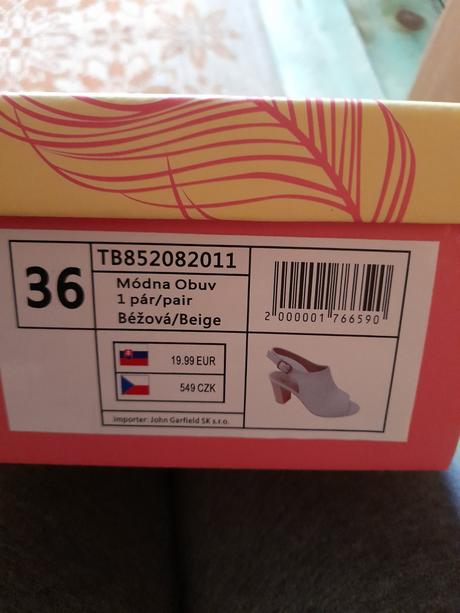 36
TB852082011
Módna Obuv
1 pár/pair
Béžová/Beige
2 000001 766590
19.99 EUR
549 CZK
importer: John Garfield SK s.r.o.